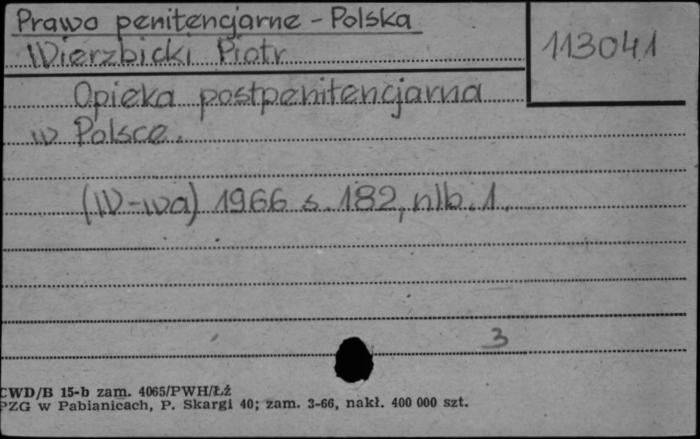 Prawo penitencjarne - Polska
Wierzbicki Piotr
113041
Opieka postpenitencjarna
w Polsce.
(W-wa) 1966 s. 182, nlb. 1.
3
CWD/B 15-b zam. 4065/PWH/Łź
PZG w Pabianicach, P. Skargi 40; zam. 3-66, nakł. 400 000 szt.